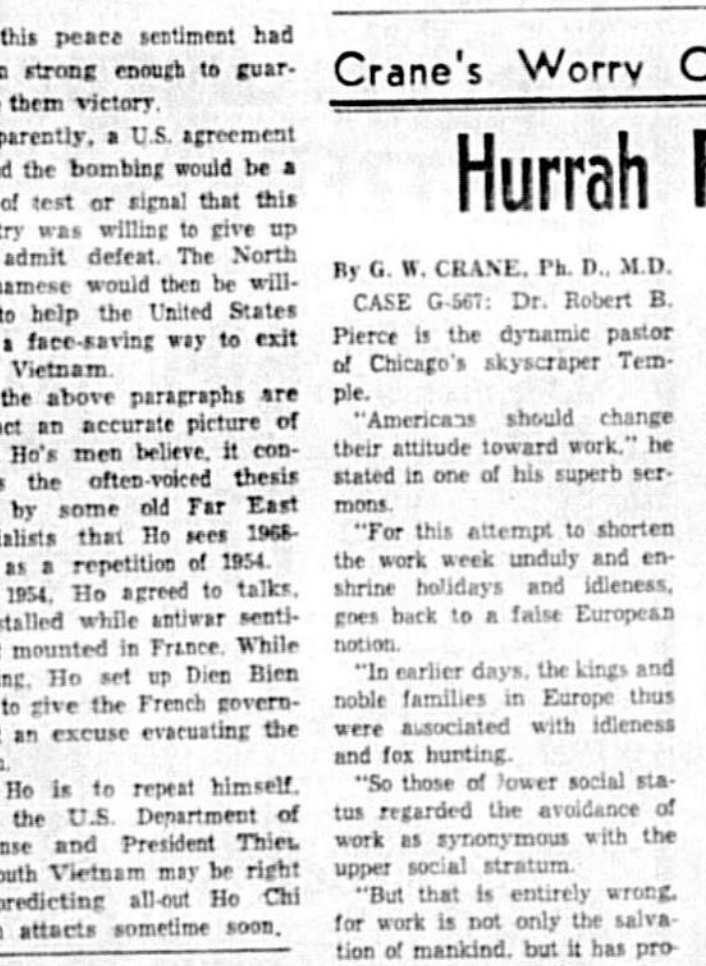 this peace sentiment had
strong enough to guar-
them victory.
parently, a U.S. agreement
d the bombing would be a
of test or signal that this
try was willing to give up
admit defeat. The North
namese would then be will-
to help the United States
a face-saving way to exit
Vietnam.
the above paragraphs are
ct an accurate picture of
Ho's men believe, it con-
s the often-voiced thesis
by some old Far East
ialists that Ho sees 1968-
as a repetition of 1954.
1954, Ho agreed to talks,
stalled while antiwar senti-
mounted in France. While
ng, Ho set up Dien Bien
to give the French govern-
an excuse evacuating the
Ho is to repeat himself,
the U.S. Department of
nse and President Thieu
outh Vietnam may be right
predicting all-out Ho Chi
attacts sometime soon.
Crane's Worry C
Hurrah
By G. W. CRANE, Ph. D., M.D.
CASE G-567: Dr. Robert B.
Pierce is the dynamic pastor
of Chicago's skyscraper Tem-
ple.
"Americans should change
their attitude toward work," he
stated in one of his superb ser-
mons.
"For this attempt to shorten
the work week unduly and en-
shrine holidays and idleness,
goes back to a false European
notion.
"In earlier days, the kings and
noble families in Europe thus
were associated with idleness
and fox hunting.
"So those of lower social sta-
tus regarded the avoidance of
work as synonymous with the
upper social stratum.
"But that is entirely wrong,
for work is not only the salva-
tion of mankind, but it has pro-